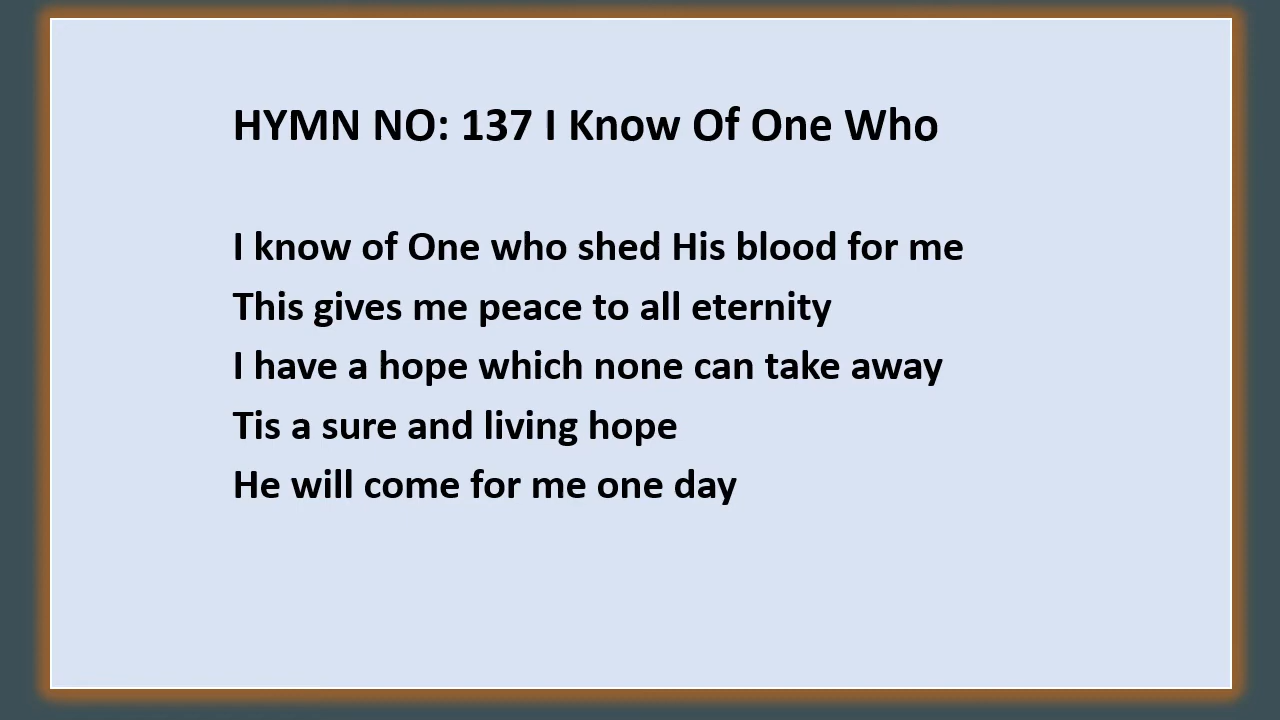 HYMN NO: 137 I Know Of One Who
I know of One who shed His blood for me
This gives me peace to all eternity
I have a hope which none can take away
Tis a sure and living hope
He will come for me one day